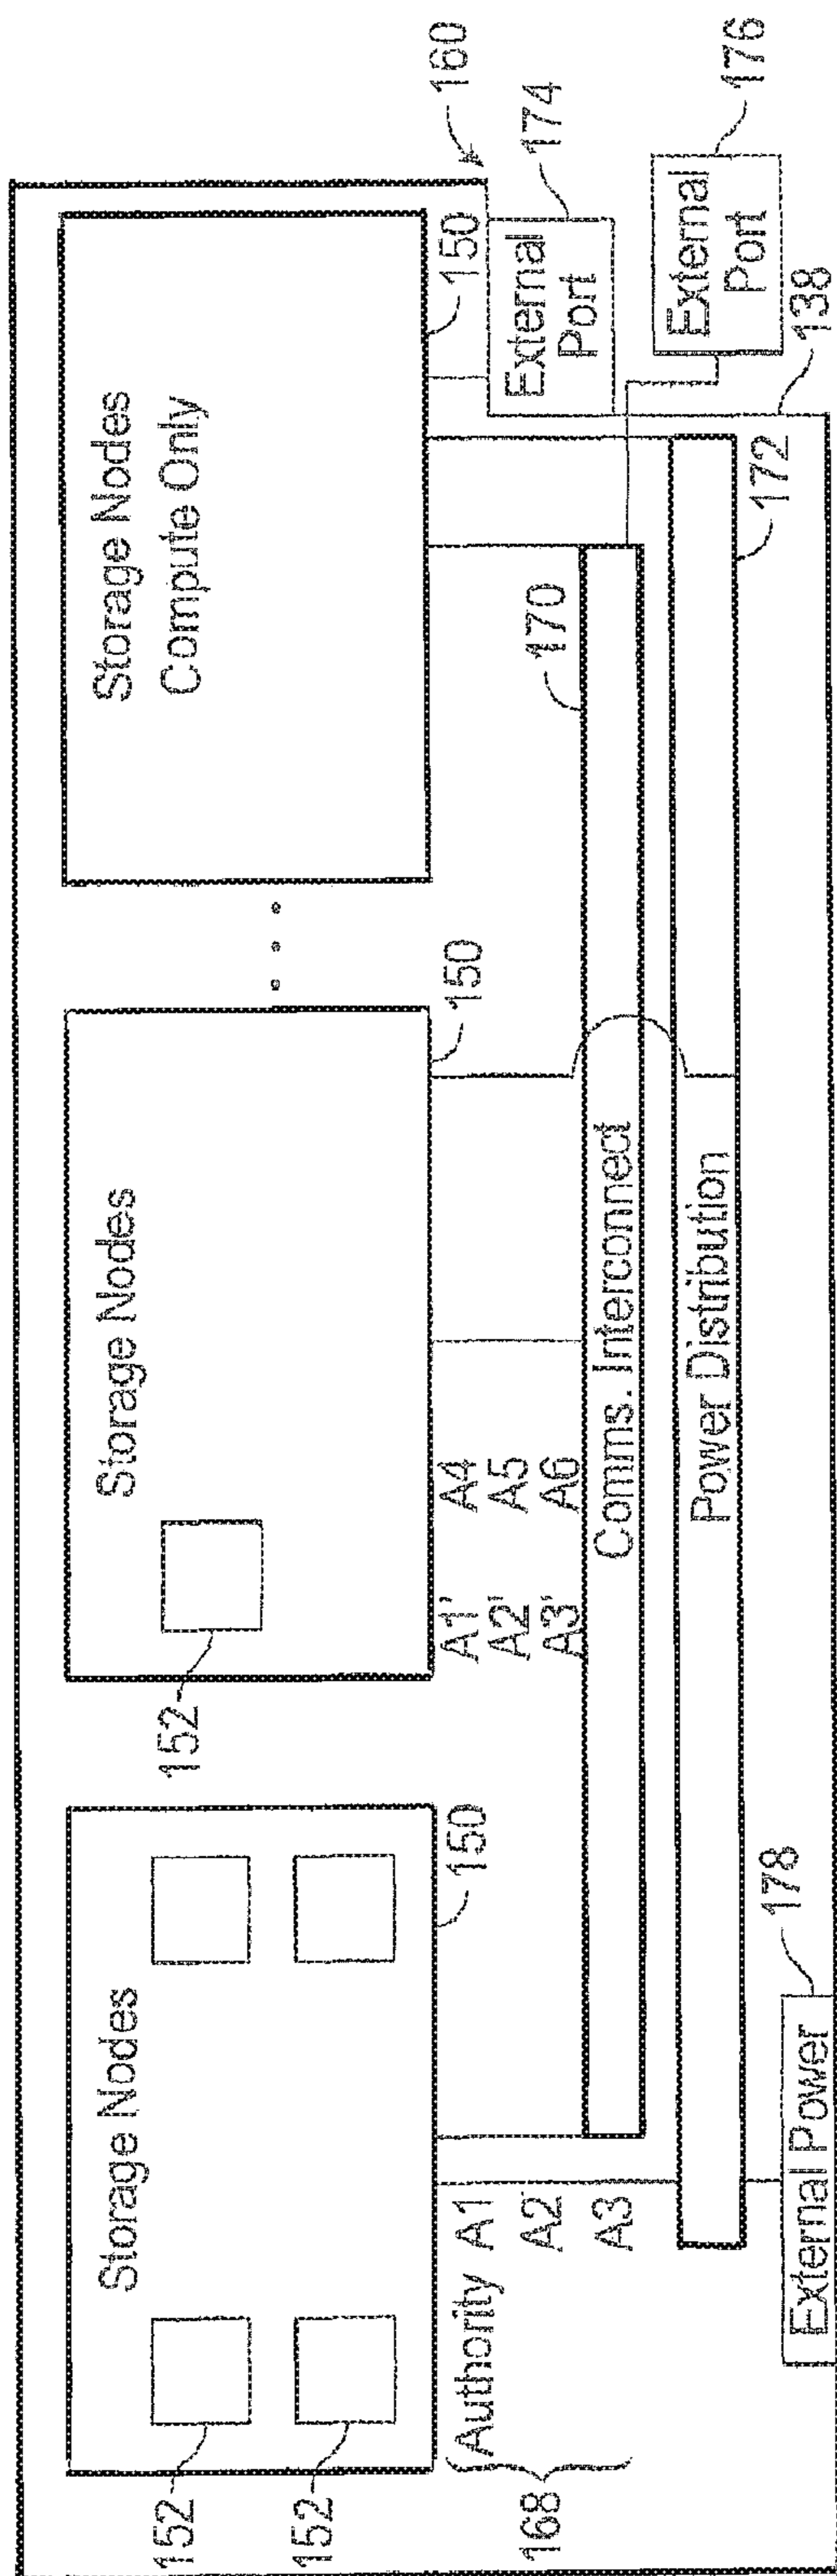 160
Storage Nodes
Storage Nodes
Storage Nodes
Compute Only
152
152
152
150
150
150
168
Authority A1
A2
A3
A1' A4
A2' A5
A3' A6
External
Port
174
170
Comms. Interconnect
External
Port
176
Power Distribution
172
138
External Power
178